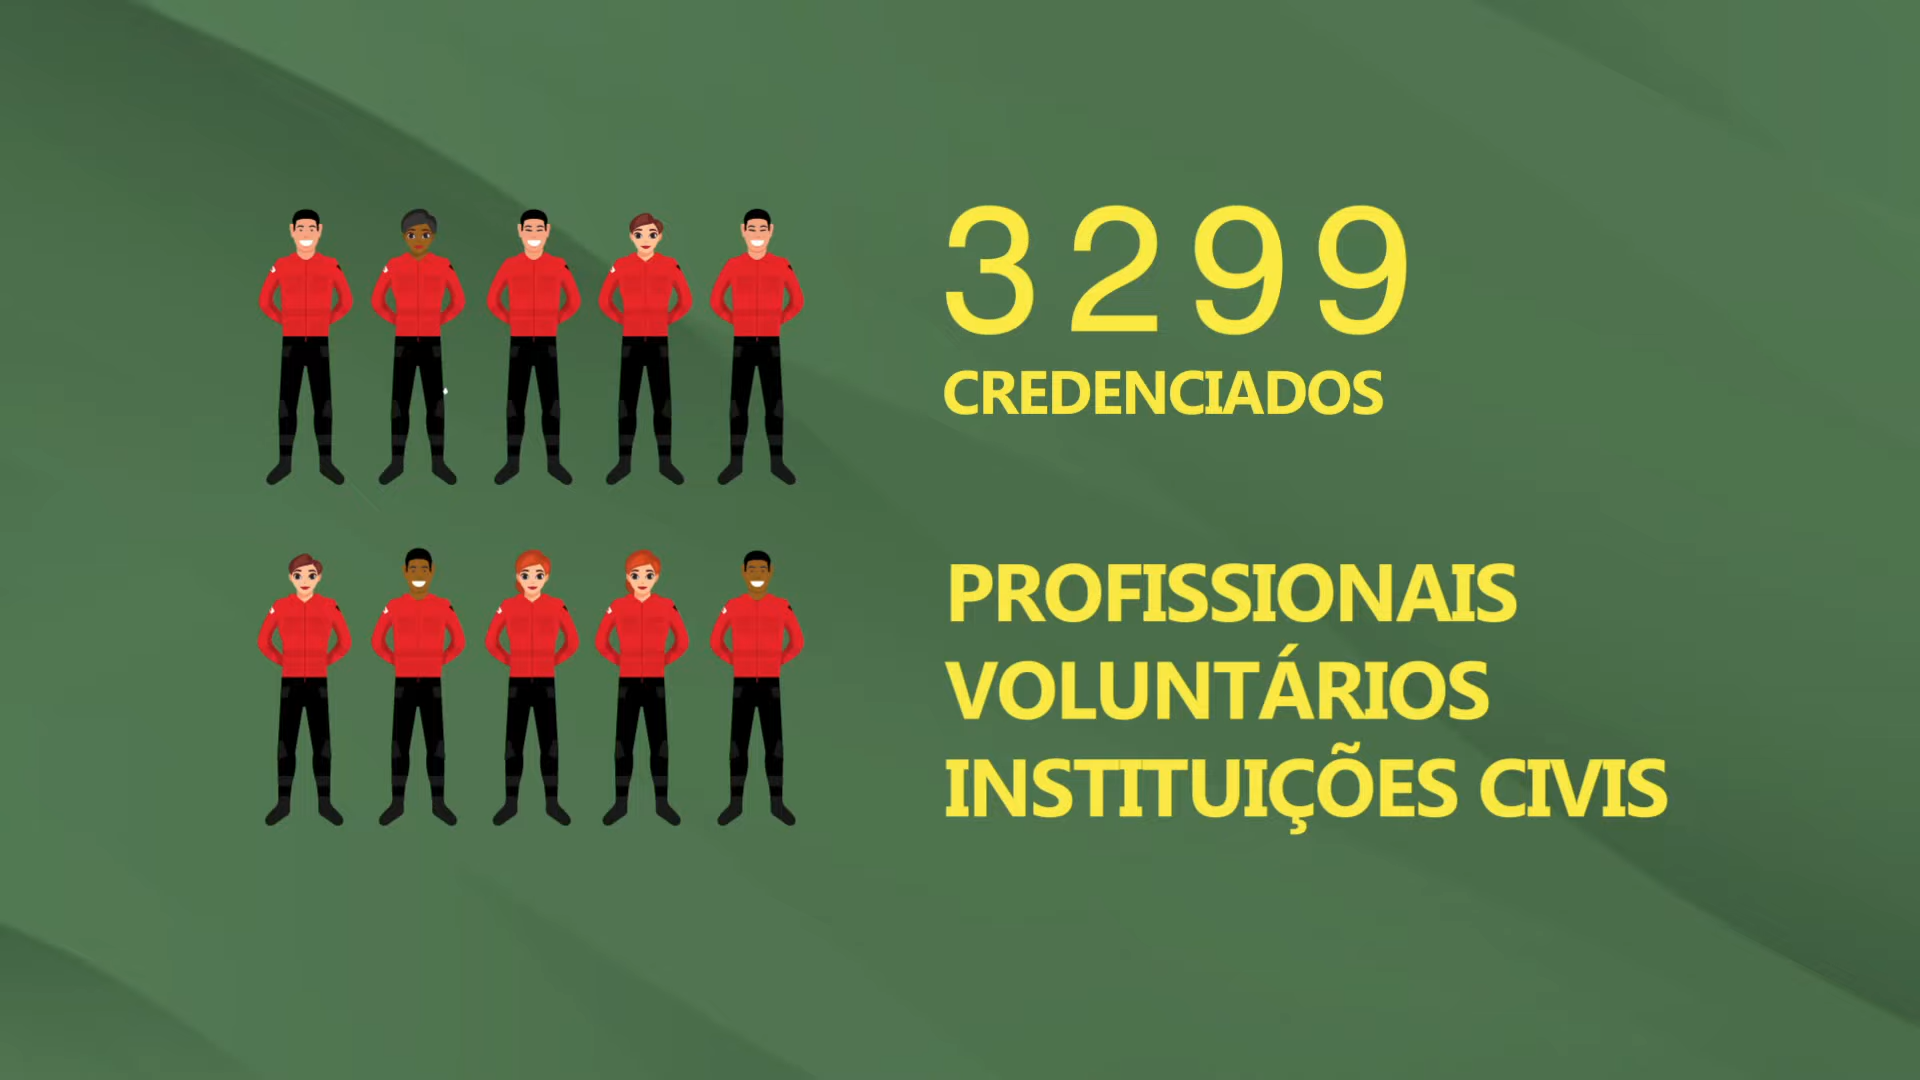 3299
CREDENCIADOS
PROFISSIONAIS
VOLUNTÁRIOS
INSTITUIÇÕES CIVIS